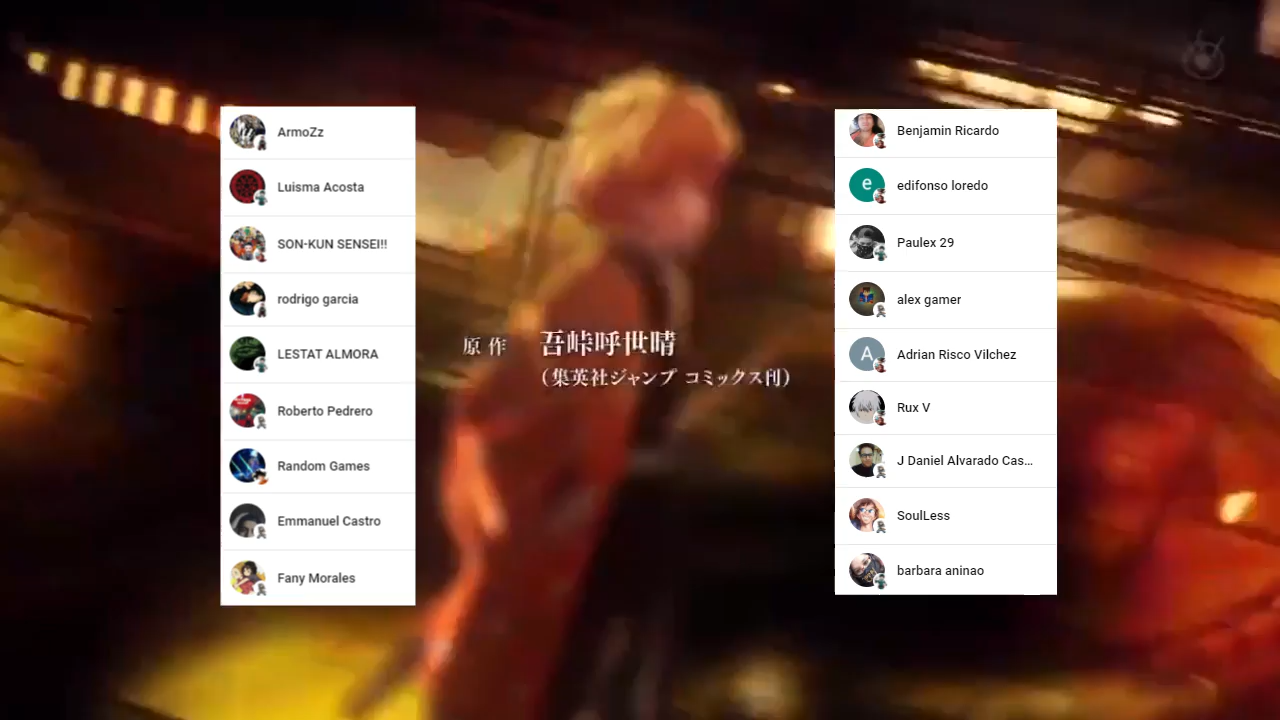 ArmoZz
Luisma Acosta
SON-KUN SENSEI!!
rodrigo garcia
LESTAT ALMORA
Roberto Pedrero
Random Games
Emmanuel Castro
Fany Morales
原作 吾峠呼世晴
(集英社ジャンプ コミックス刊)
Benjamin Ricardo
e
edifonso loredo
Paulex 29
alex gamer
A
Adrian Risco Vilchez
Rux V
J Daniel Alvarado Cas...
SoulLess
barbara aninao